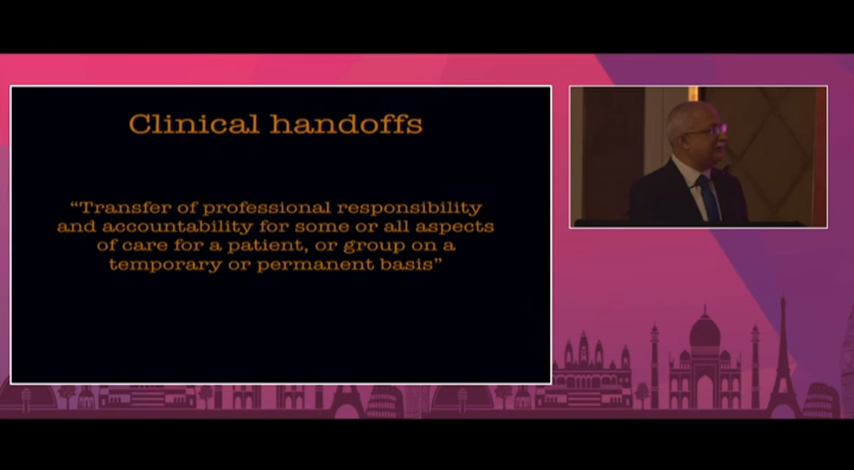 Clinical handoffs
“Transfer of professional responsibility
and accountability for some or all aspects
of care for a patient, or group on a
temporary or permanent basis”